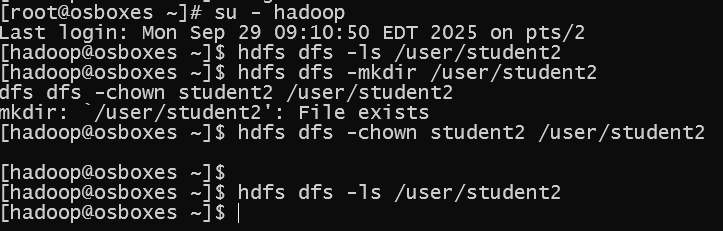 [root@osboxes ~]# su - hadoop
Last login: Mon Sep 29 09:10:50 EDT 2025 on pts/2
[hadoop@osboxes ~]$ hdfs dfs -ls /user/student2
[hadoop@osboxes ~]$ hdfs dfs -mkdir /user/student2
dfs dfs -chown student2 /user/student2
mkdir: `/user/student2': File exists
[hadoop@osboxes ~]$ hdfs dfs -chown student2 /user/student2
[hadoop@osboxes ~]$
[hadoop@osboxes ~]$ hdfs dfs -ls /user/student2
[hadoop@osboxes ~]$